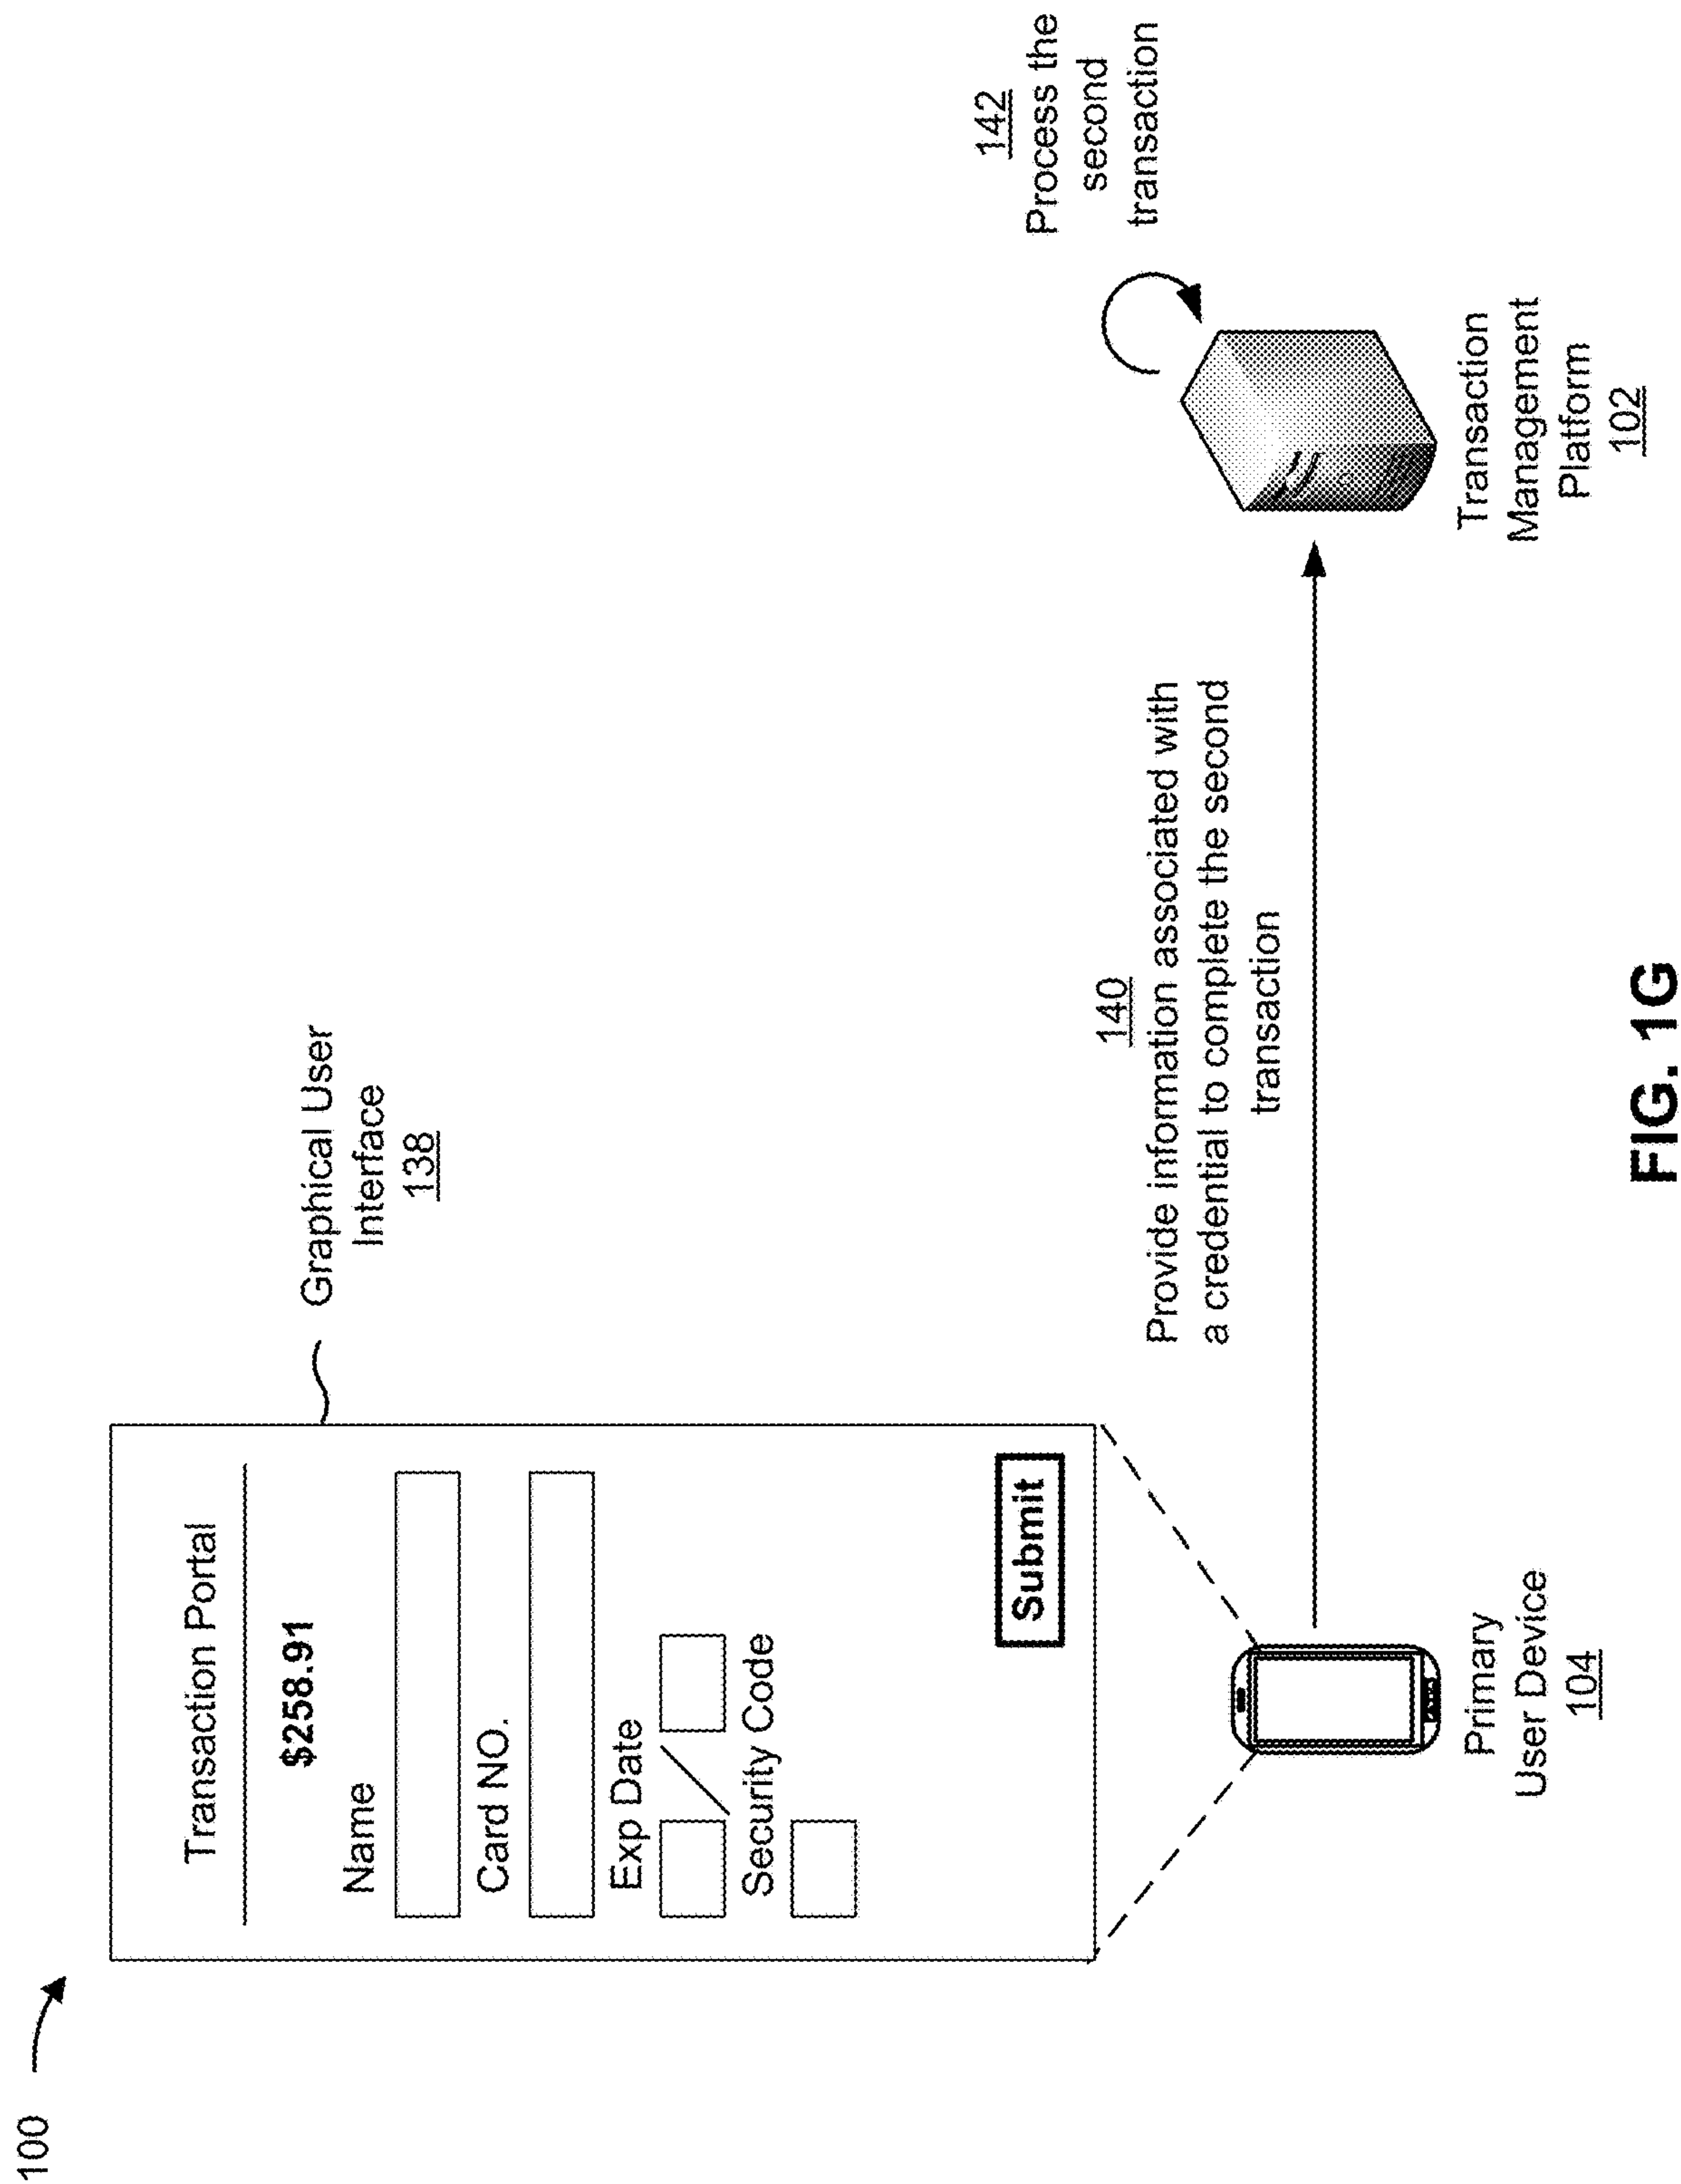 100
Transaction Portal
$258.91
Name
Card NO.
Exp Date
/
Security Code
Submit
Graphical User
Interface
138
140
Provide information associated with
a credential to complete the second
transaction
142
Process the
second
transaction
Primary
User Device
104
Transaction
Management
Platform
102
FIG. 1G